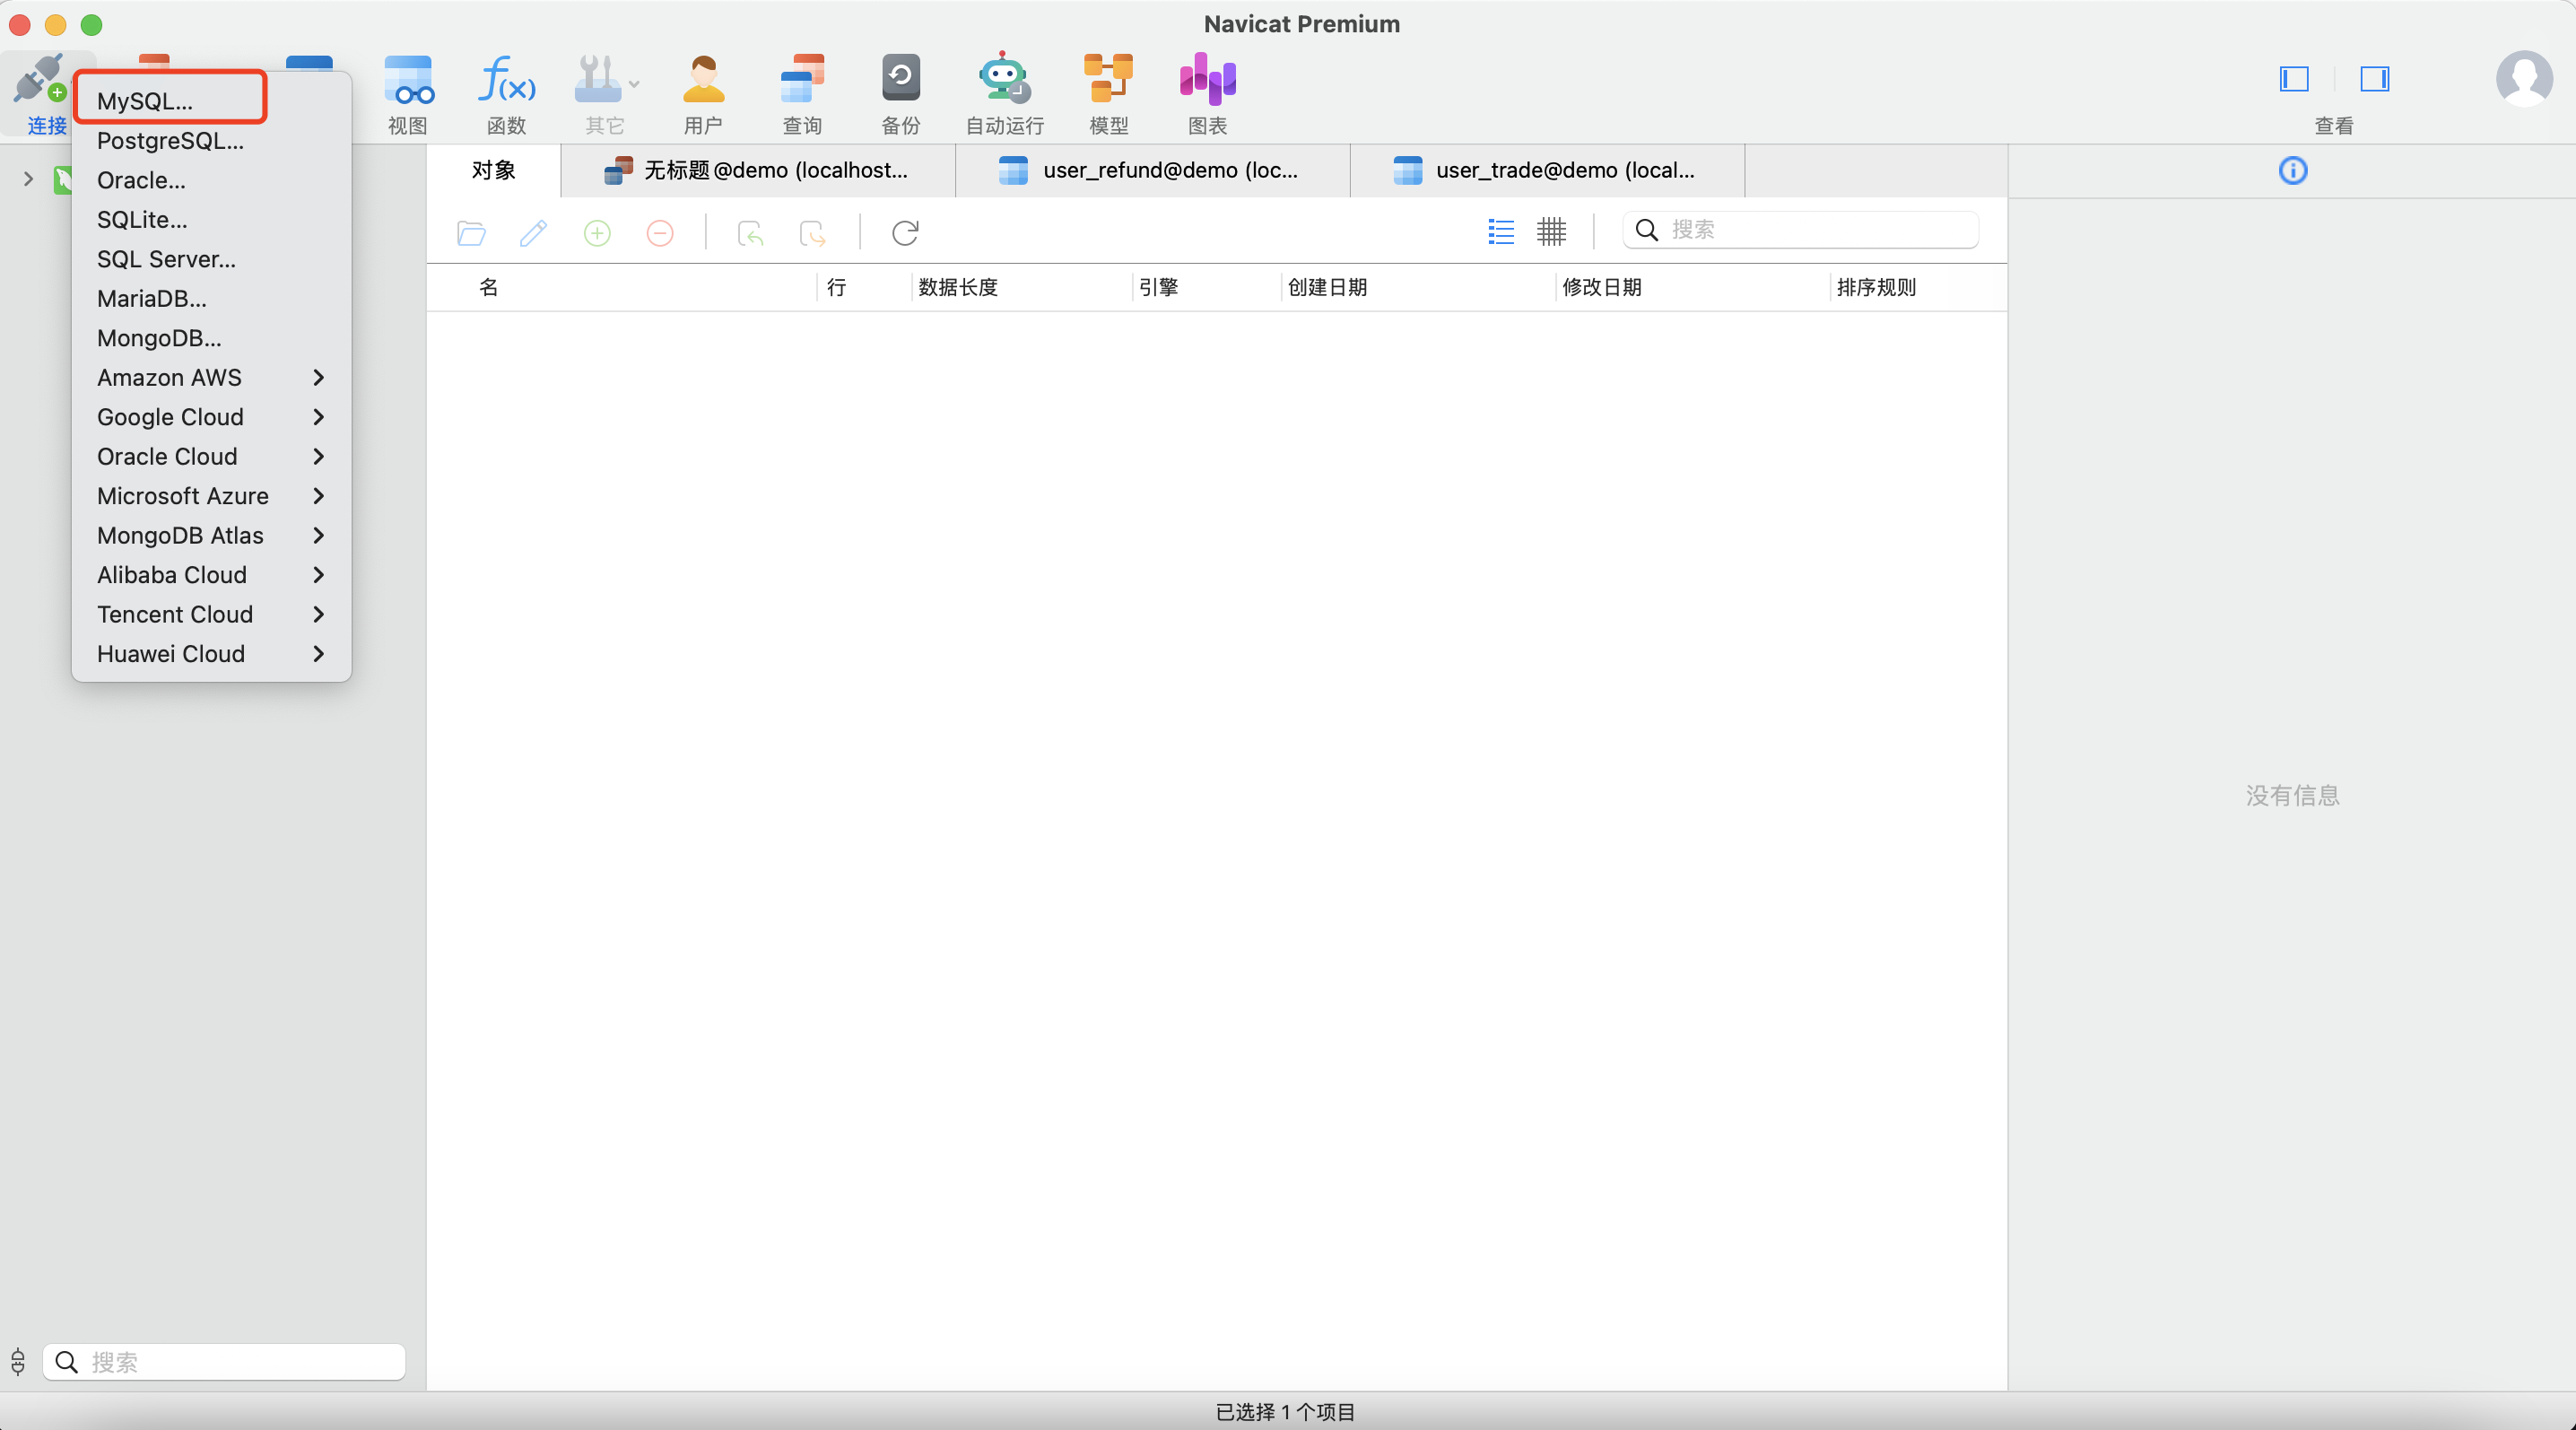 Navicat Premium
连接
视图
函数
其它
用户
查询
备份
自动运行
模型
图表
查看
MySQL...
PostgreSQL...
Oracle...
SQLite...
SQL Server...
MariaDB...
MongoDB...
Amazon AWS
Google Cloud
Oracle Cloud
Microsoft Azure
MongoDB Atlas
Alibaba Cloud
Tencent Cloud
Huawei Cloud
对象
无标题@demo (localhost...
user_refund@demo (loc...
user_trade@demo (local...
搜索
名
行
数据长度
引擎
创建日期
修改日期
排序规则
没有信息
搜索
已选择 1 个项目